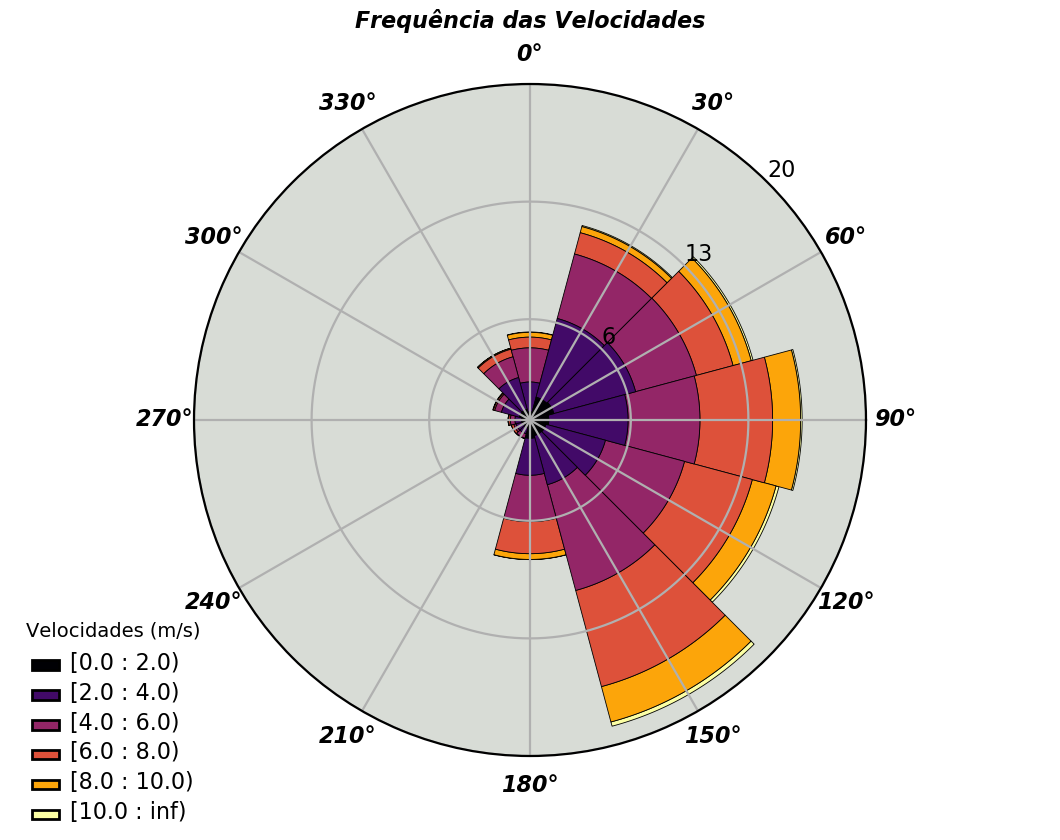 Frequência das Velocidades
0°
330°
30°
20
300°
60°
13
6
270°
90°
240°
120°
210°
150°
180°
Velocidades (m/s)
[0.0 : 2.0)
[2.0 : 4.0)
[4.0 : 6.0)
[6.0 : 8.0)
[8.0 : 10.0)
[10.0 : inf)